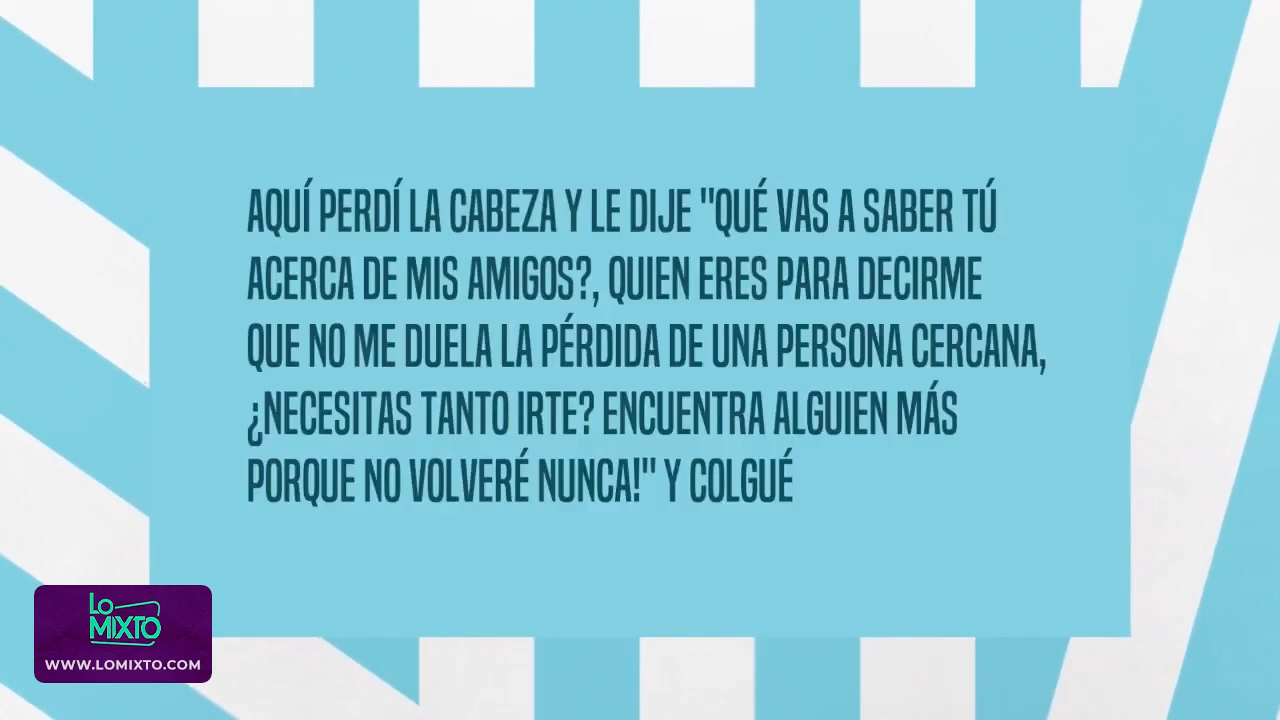 AQUÍ PERDÍ LA CABEZA Y LE DIJE "QUÉ VAS A SABER TÚ
ACERCA DE MIS AMIGOS?, QUIEN ERES PARA DECIRME
QUE NO ME DUELA LA PÉRDIDA DE UNA PERSONA CERCANA,
¿NECESITAS TANTO IRTE? ENCUENTRA ALGUIEN MÁS
PORQUE NO VOLVERÉ NUNCA!" Y COLGUÉ
LO
MIXTO
WWW.LOMIXTO.COM